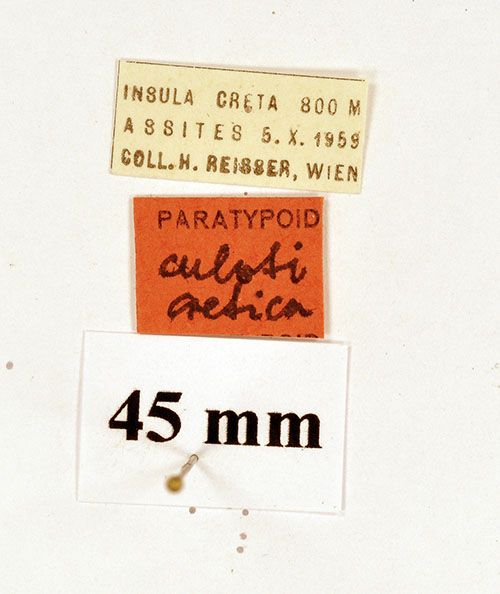 INSULA CRETA 800 M
ASSITES 5. X. 1959
COLL. H. REISSER, WIEN
PARATYPOID
culoti
cretica
45 mm